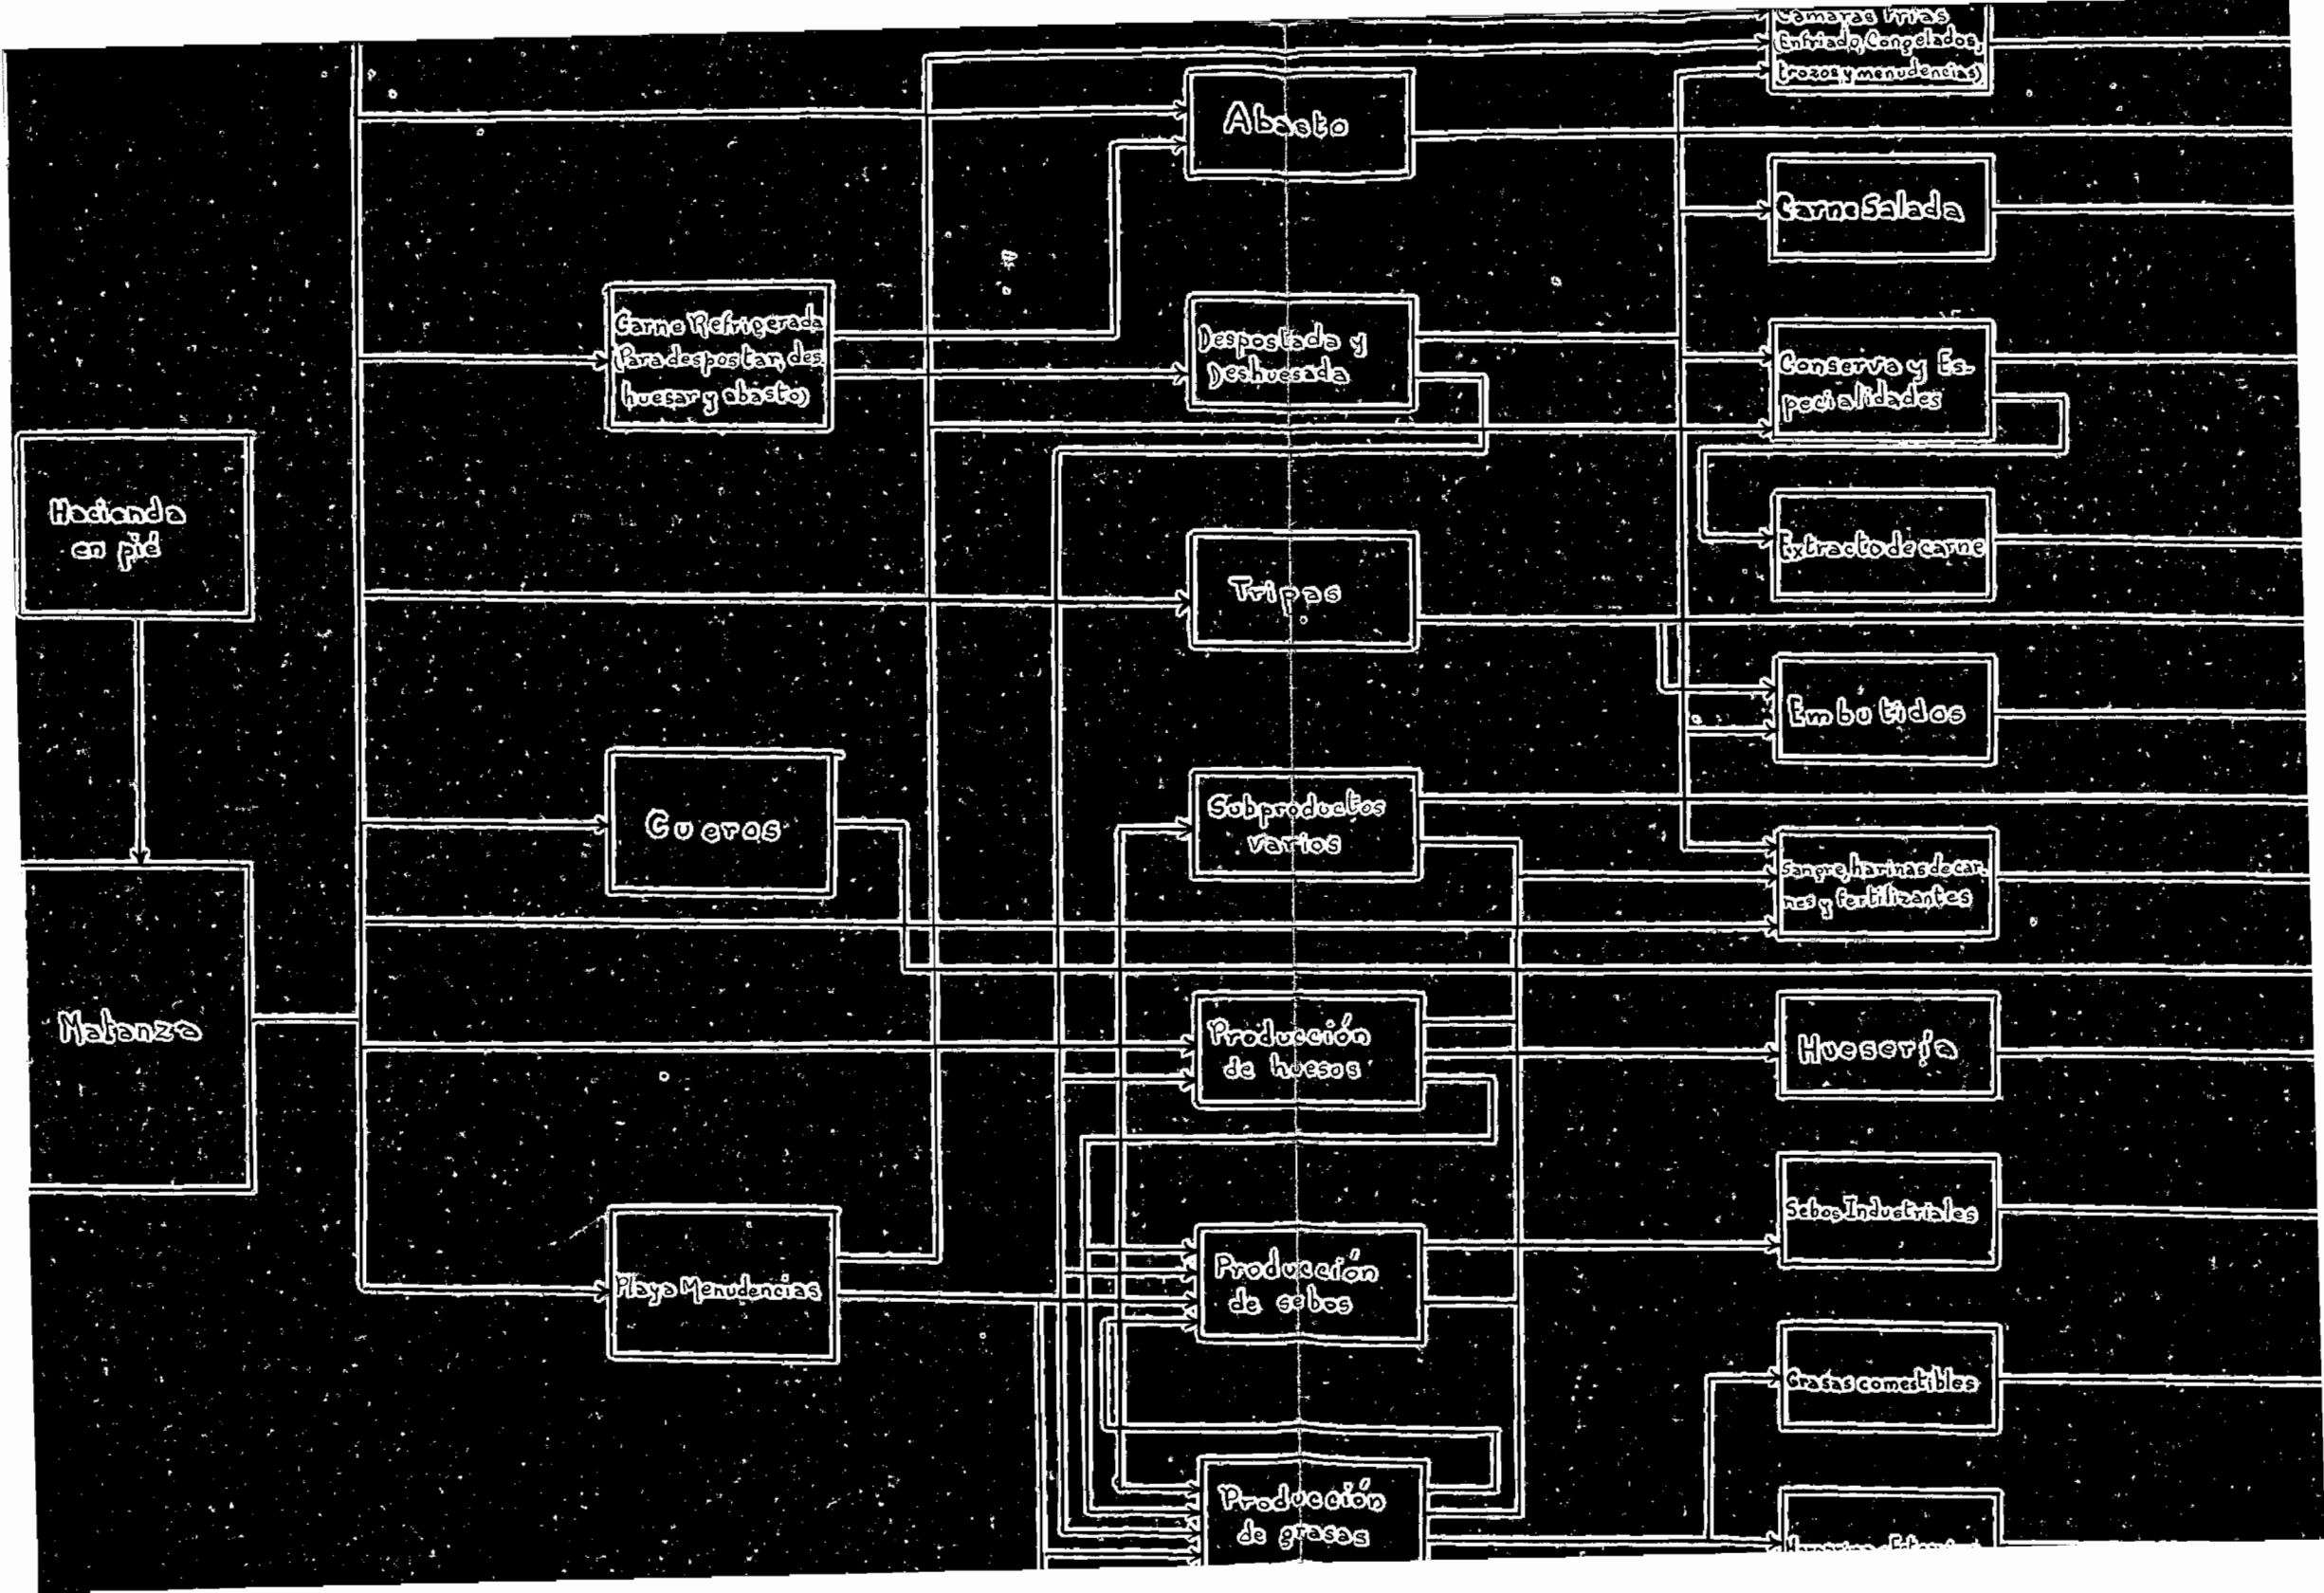 Cámaras frías
(Enfriado, Congelados,
trozos y menudencias)
Abasto
Carne Salada
Carne Refrigerada
(Para despostar, des.
huesar y abasto)
Despostada y
Deshuesada
Conserva y Es-
pecialidades
Hacienda
en pié
Extracto de carne
Tripas
Embutidos
Cueros
Subproductos
varios
Sangre, harinas de car.
nes y fertilizantes
Matanza
Producción
de huesos
Huesería
Sebos Industriales
Playa Menudencias
Producción
de sebos
Grasas comestibles
Producción
de grasas